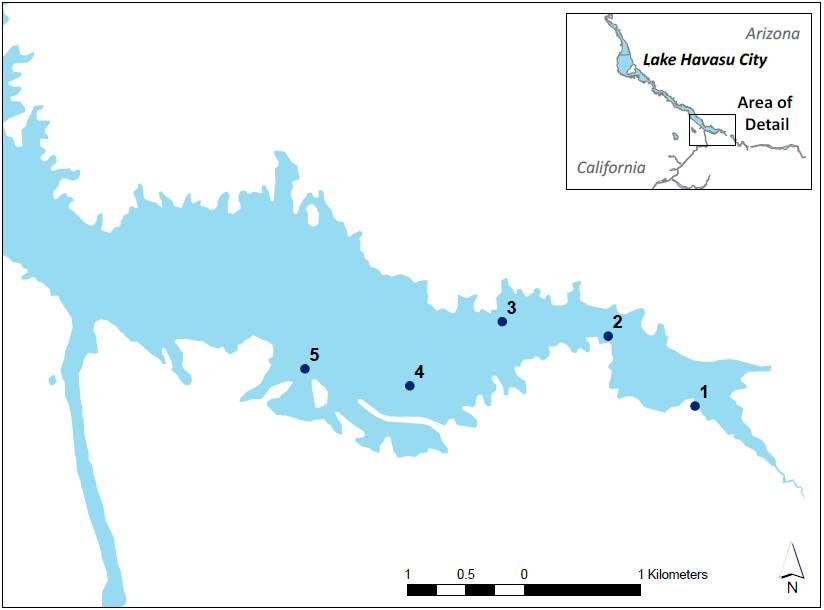 Arizona
Lake Havasu City
Area of
Detail
California
3
2
5
4
1
1 0.5 0 1 Kilometers
N